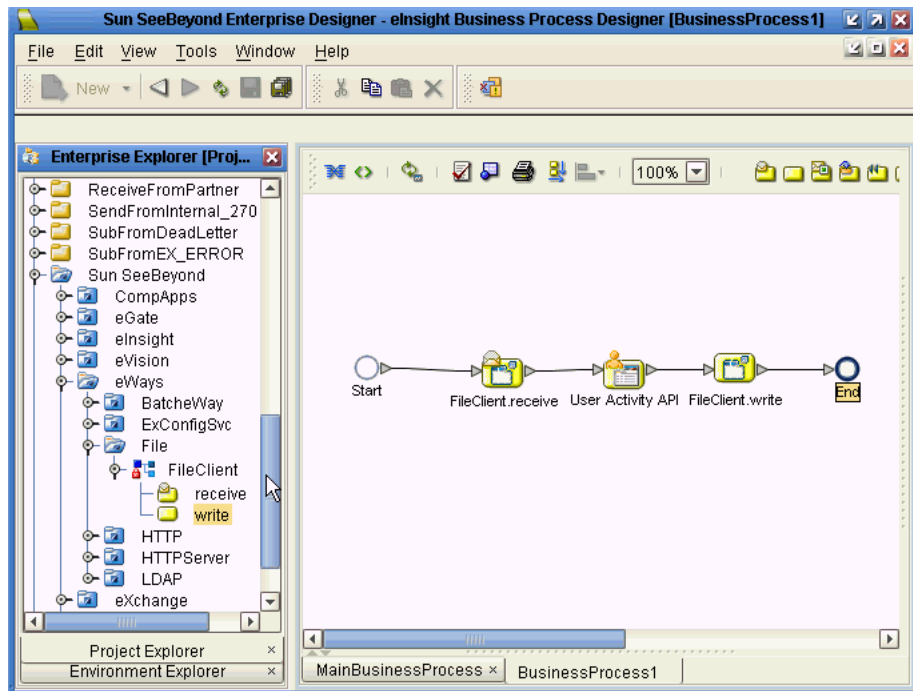 Sun SeeBeyond Enterprise Designer - eInsight Business Process Designer [BusinessProcess1]
File Edit View Tools Window Help
New
Enterprise Explorer [Proj...
100%
ReceiveFromPartner
SendFromInternal_270
SubFromDeadLetter
SubFromEX_ERROR
Sun SeeBeyond
CompApps
eGate
eInsight
eVision
eWays
BatcheWay
ExConfigSvc
File
FileClient
receive
write
HTTP
HTTPServer
LDAP
eXchange
Start
FileClient.receive
User Activity API
FileClient.write
End
Project Explorer ×
Environment Explorer ×
MainBusinessProcess ×
BusinessProcess1